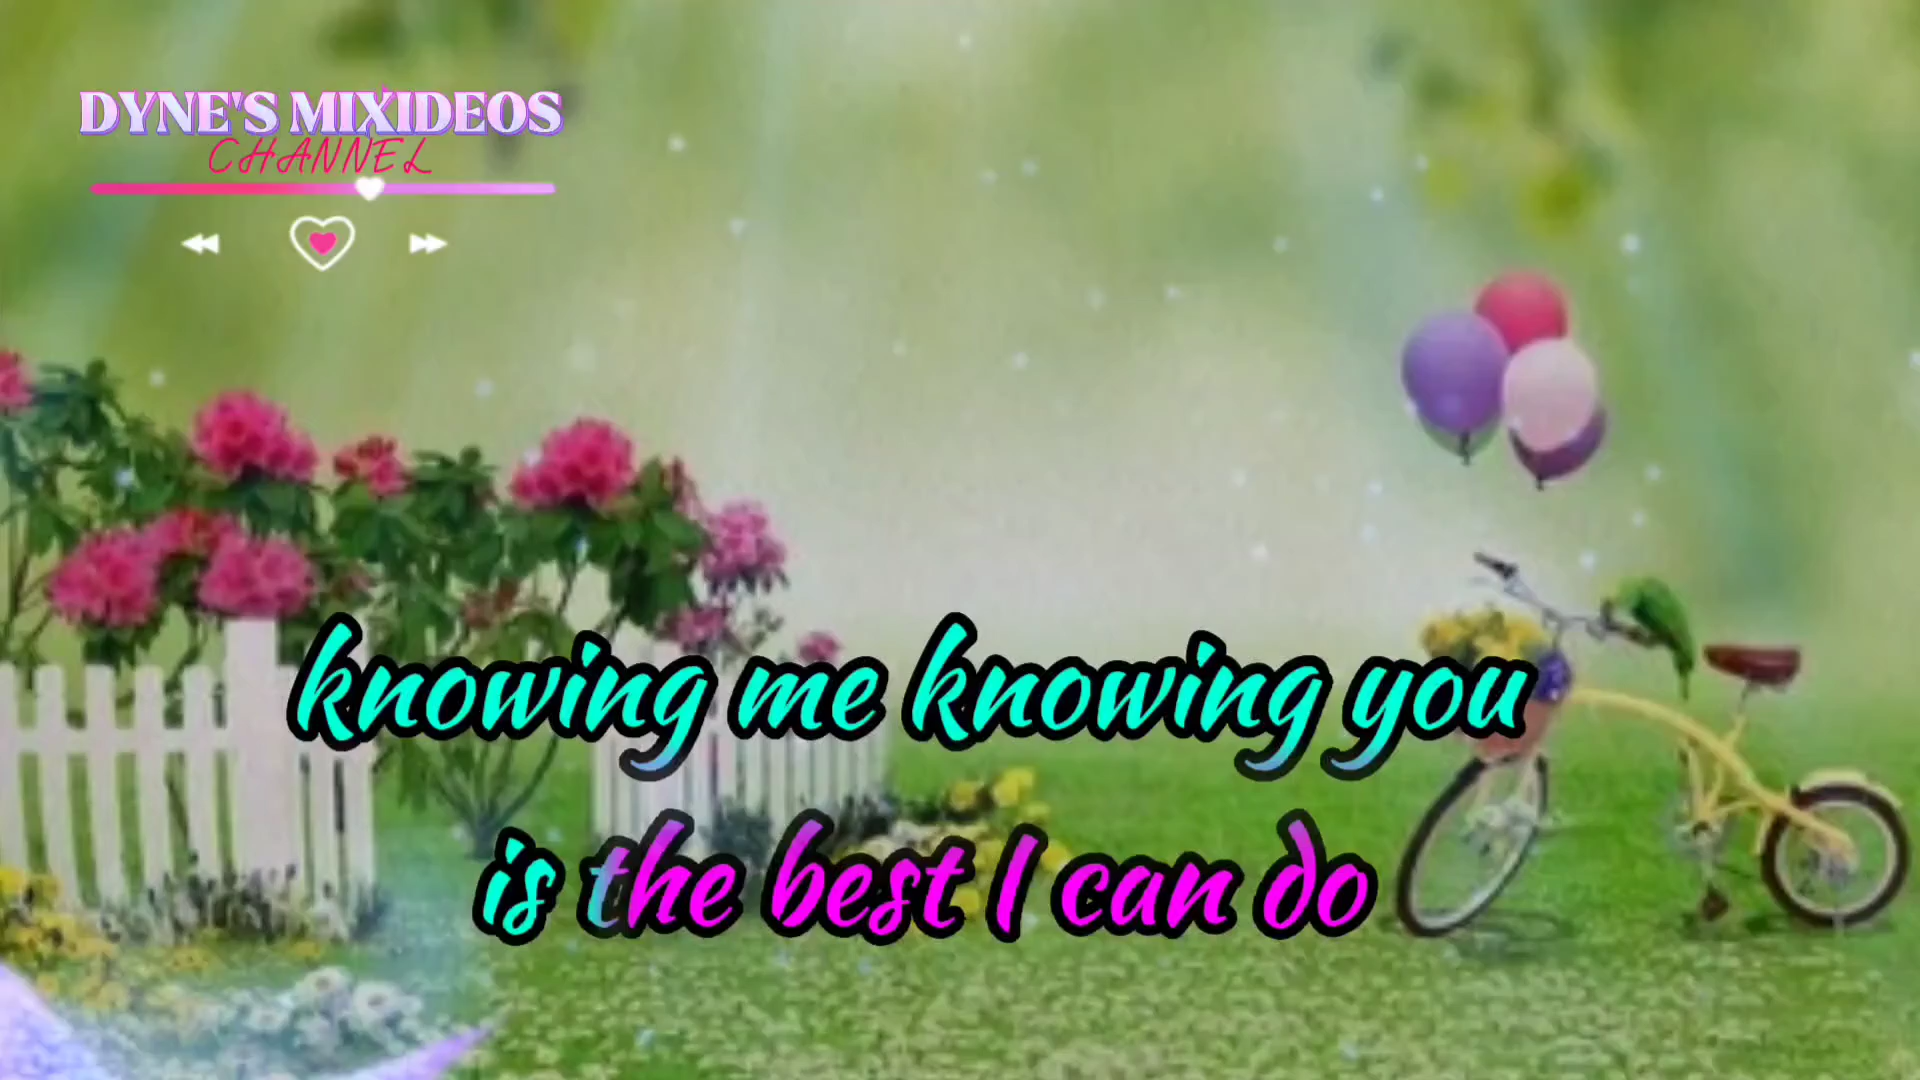 DYNE'S MIXIDEOS
CHANNEL
knowing me knowing you
is the best I can do